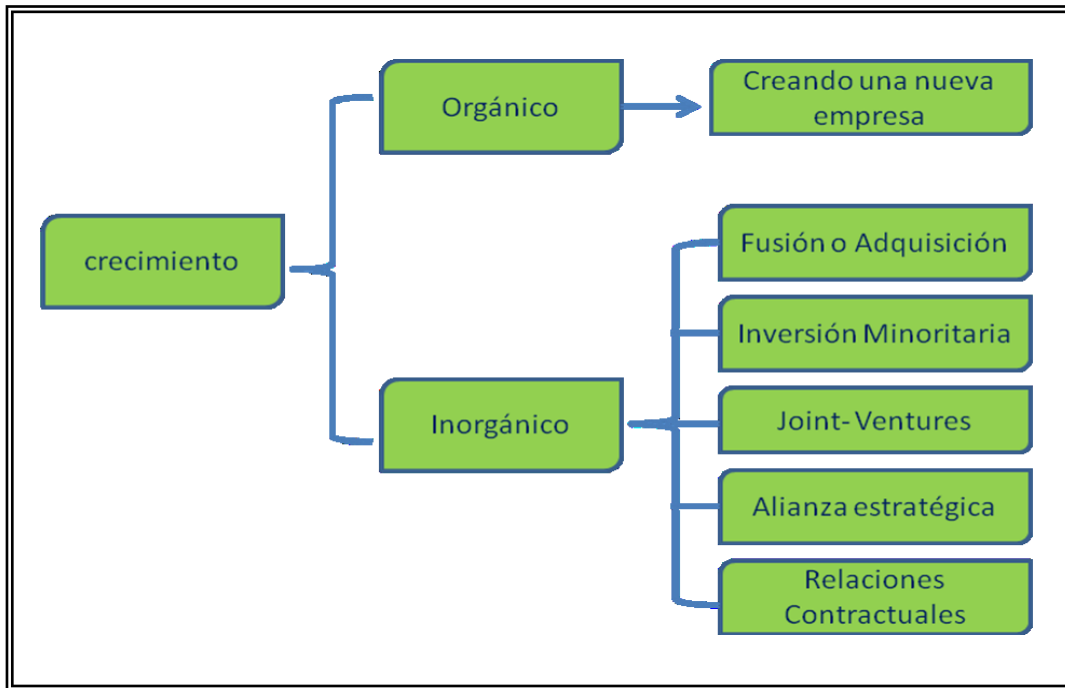 crecimiento
Orgánico
Creando una nueva
empresa
Inorgánico
Fusión o Adquisición
Inversión Minoritaria
Joint- Ventures
Alianza estratégica
Relaciones
Contractuales